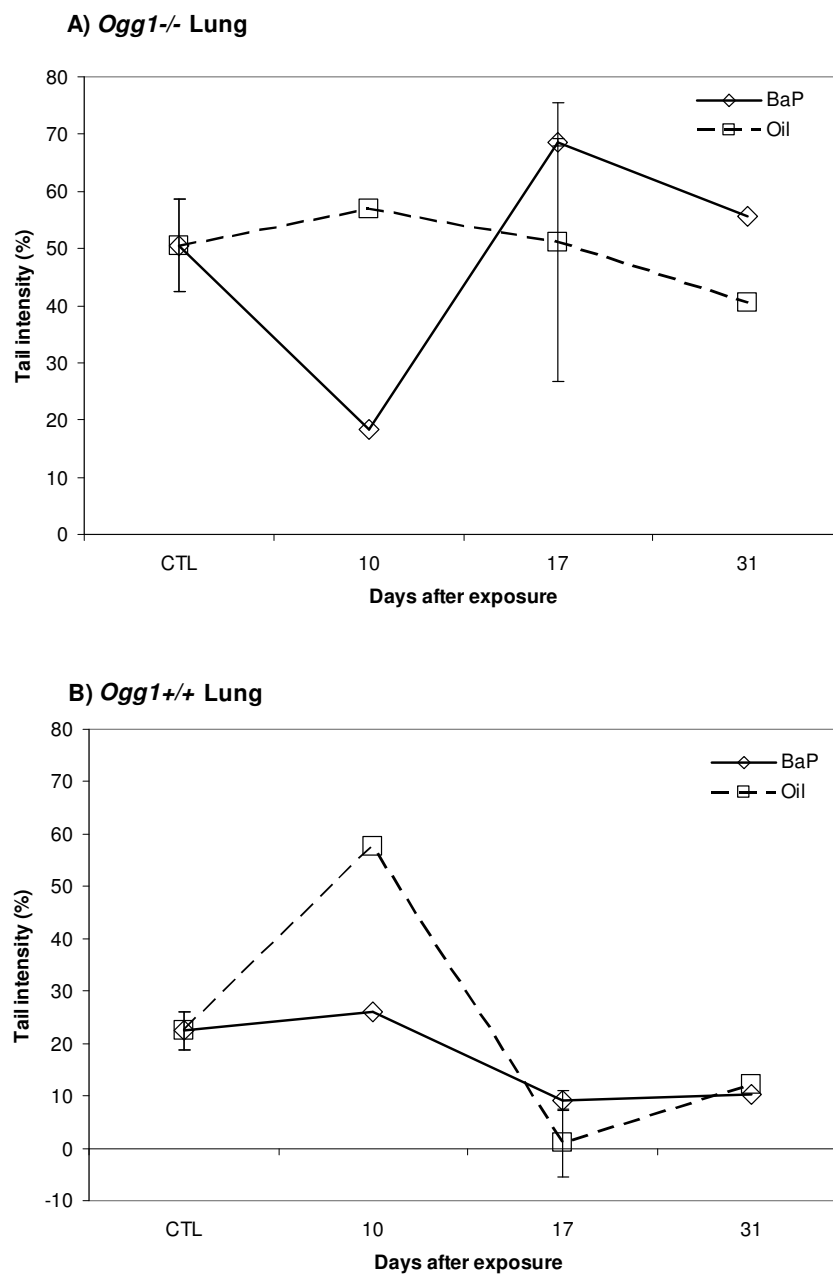 A) Ogg1-/- Lung
80
70
60
50
40
30
20
10
0
Tail intensity (%)
BaP
Oil
CTL 10 17 31
Days after exposure
B) Ogg1+/+ Lung
80
70
60
50
40
30
20
10
0
-10
Tail intensity (%)
BaP
Oil
CTL 10 17 31
Days after exposure